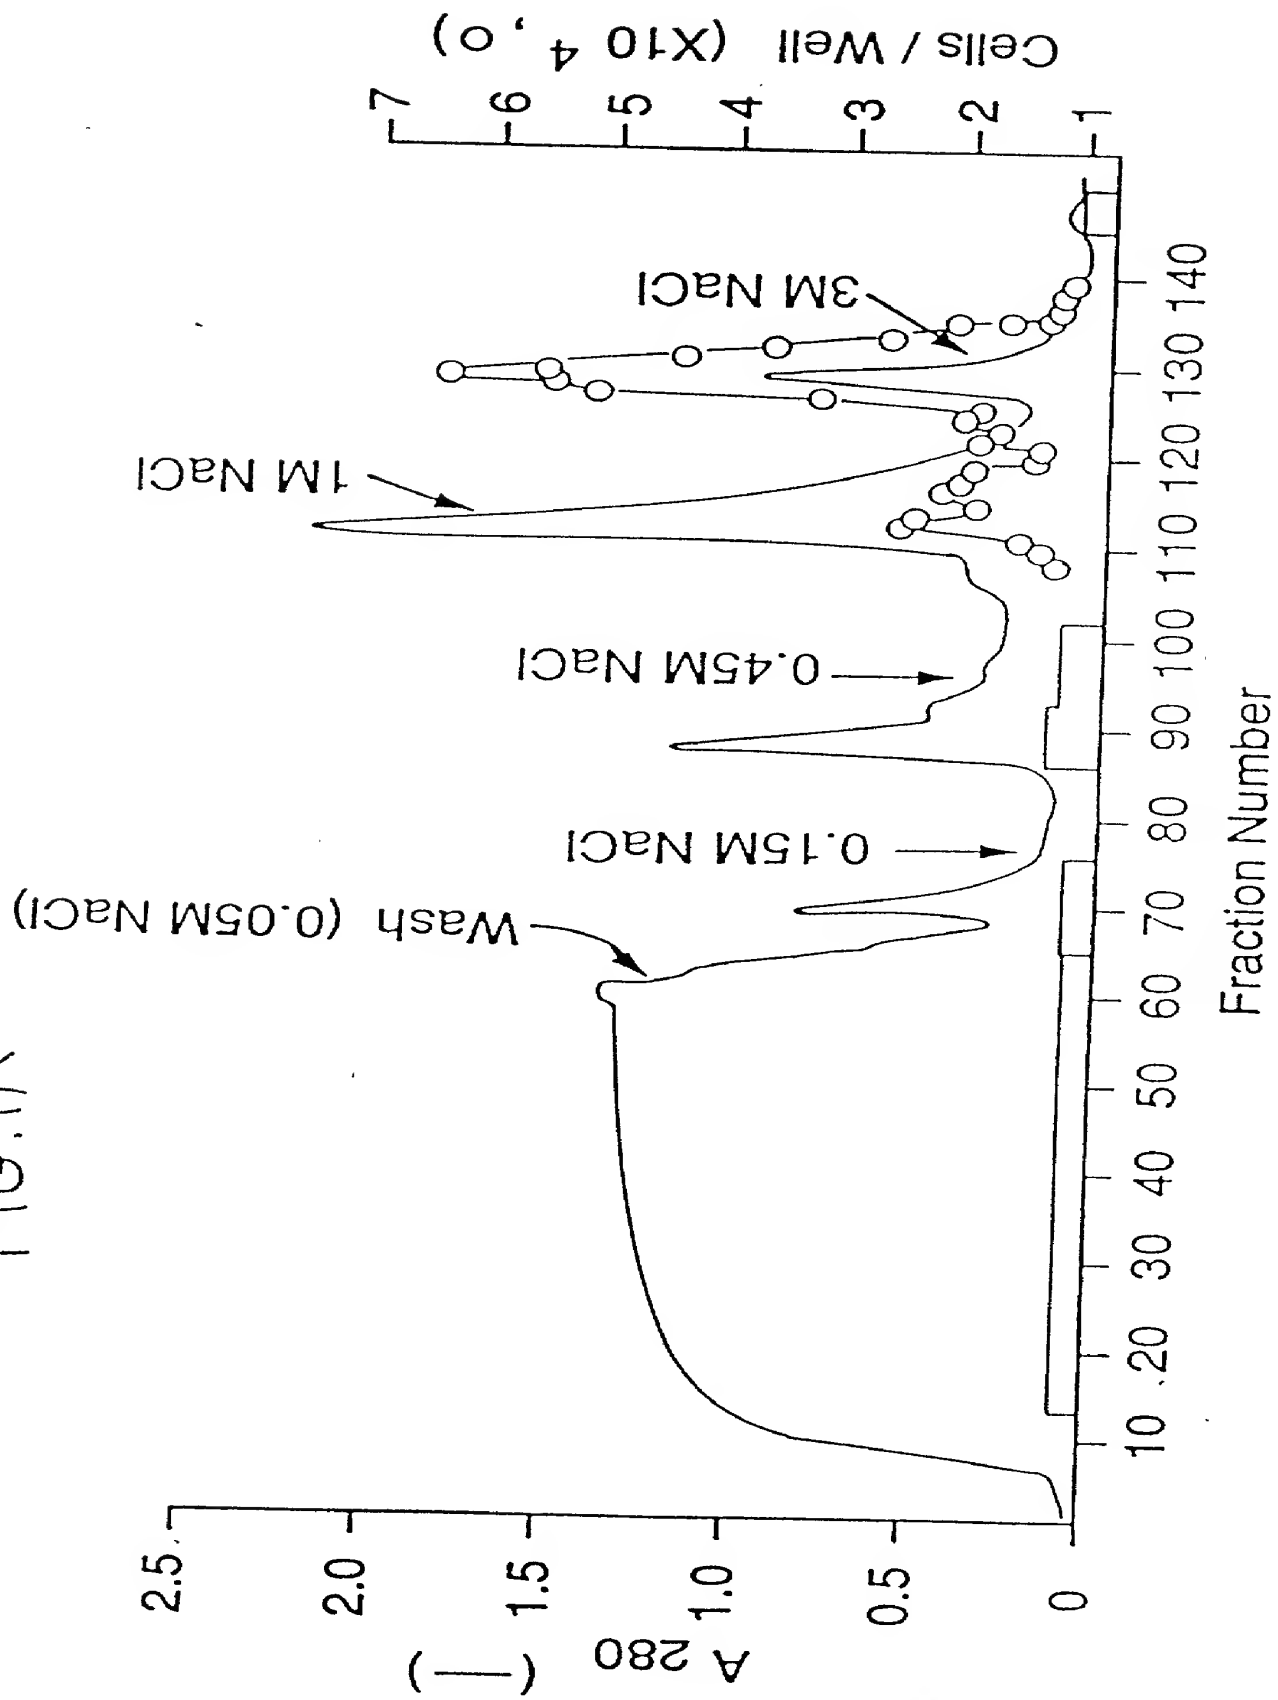 A 280 (—)
2.5
2.0
1.5
1.0
0.5
0
Wash (0.05M NaCl)
0.15M NaCl
0.45M NaCl
1M NaCl
3M NaCl
Cells / Well (X10 4, O)
7
6
5
4
3
2
1
10 20 30 40 50 60 70 80 90 100 110 120 130 140
Fraction Number